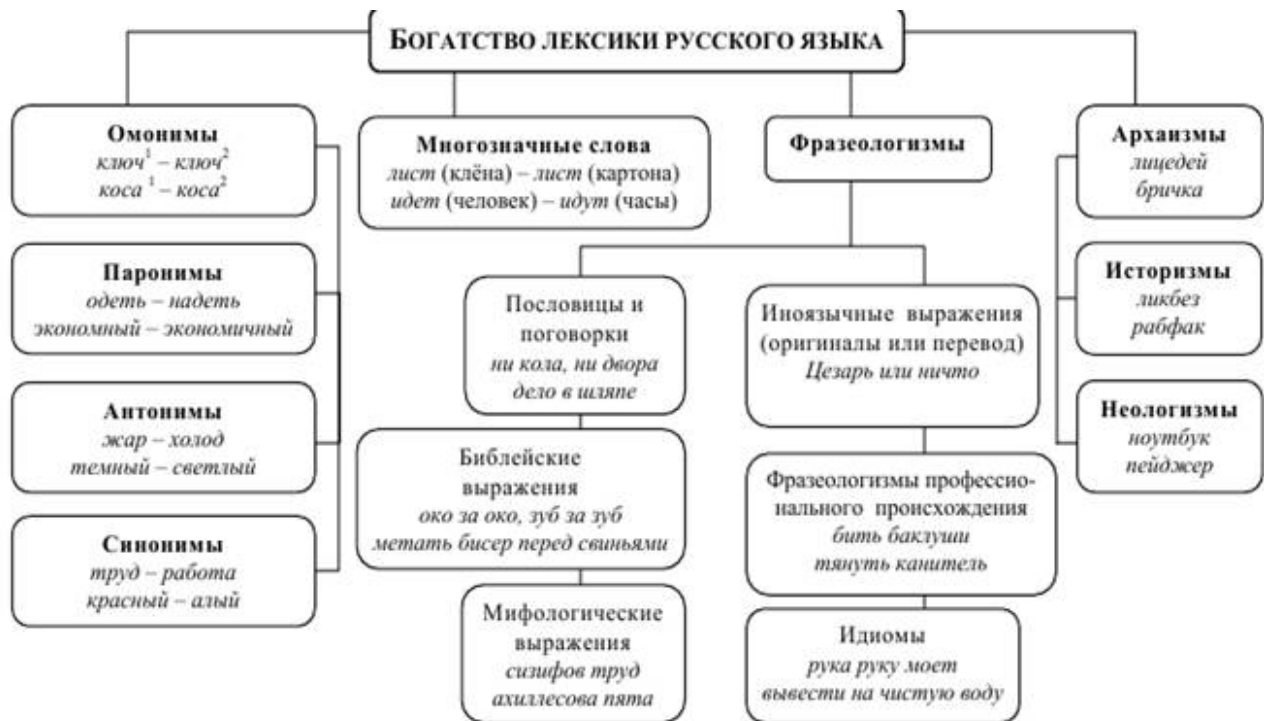 БОГАТСТВО ЛЕКСИКИ РУССКОГО ЯЗЫКА
Омонимы
ключ¹ – ключ²
коса ¹ – коса²
Паронимы
одеть – надеть
экономный – экономичный
Антонимы
жар – холод
темный – светлый
Синонимы
труд – работа
красный – алый
Многозначные слова
лист (клёна) – лист (картона)
идет (человек) – идут (часы)
Фразеологизмы
Пословицы и
поговорки
ни кола, ни двора
дело в шляпе
Библейские
выражения
око за око, зуб за зуб
метать бисер перед свиньями
Мифологические
выражения
сизифов труд
ахиллесова пята
Иноязычные выражения
(оригиналы или перевод)
Цезарь или ничто
Фразеологизмы профессио-
нального происхождения
бить баклуши
тянуть канитель
Идиомы
рука руку моет
вывести на чистую воду
Архаизмы
лицедей
бричка
Историзмы
ликбез
рабфак
Неологизмы
ноутбук
пейджер